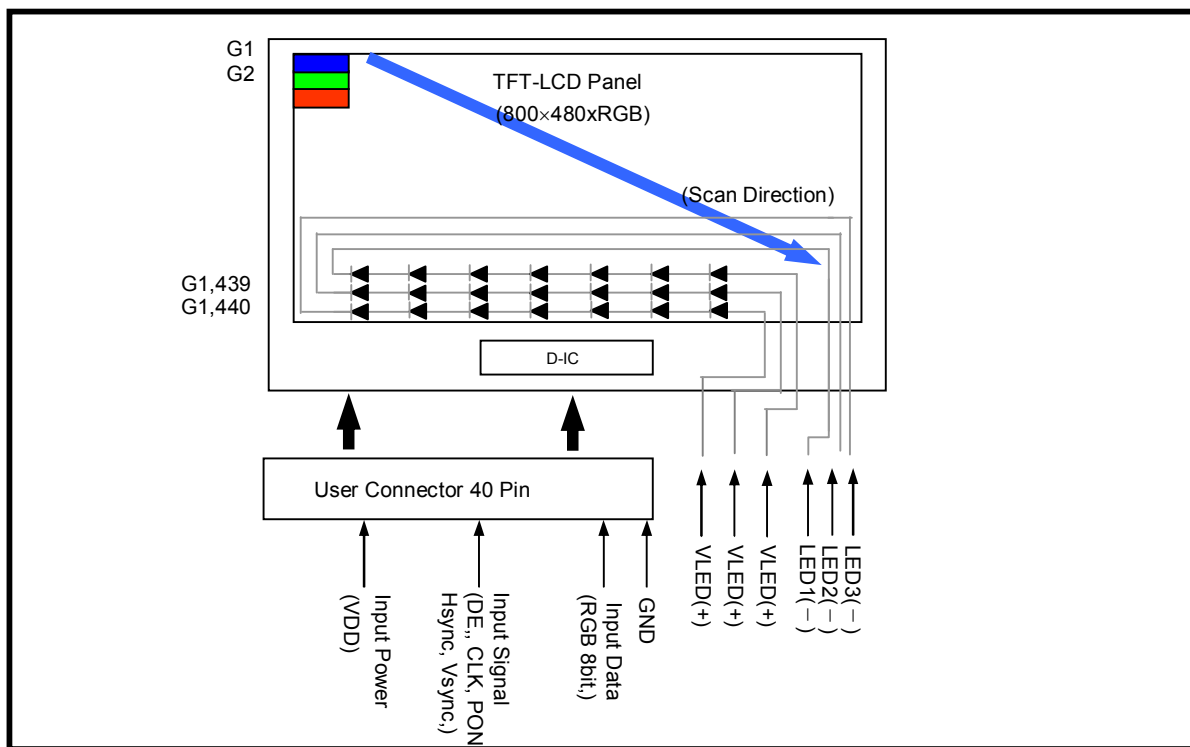 G1
G2
TFT-LCD Panel
(800×480xRGB)
(Scan Direction)
G1,439
G1,440
D-IC
User Connector 40 Pin
Input Power
(VDD)
Input Signal
(DE,, CLK, PON
Hsync, Vsync,)
Input Data
(RGB 8bit,)
GND
VLED(+)
VLED(+)
VLED(+)
LED1(−)
LED2(−)
LED3(−)